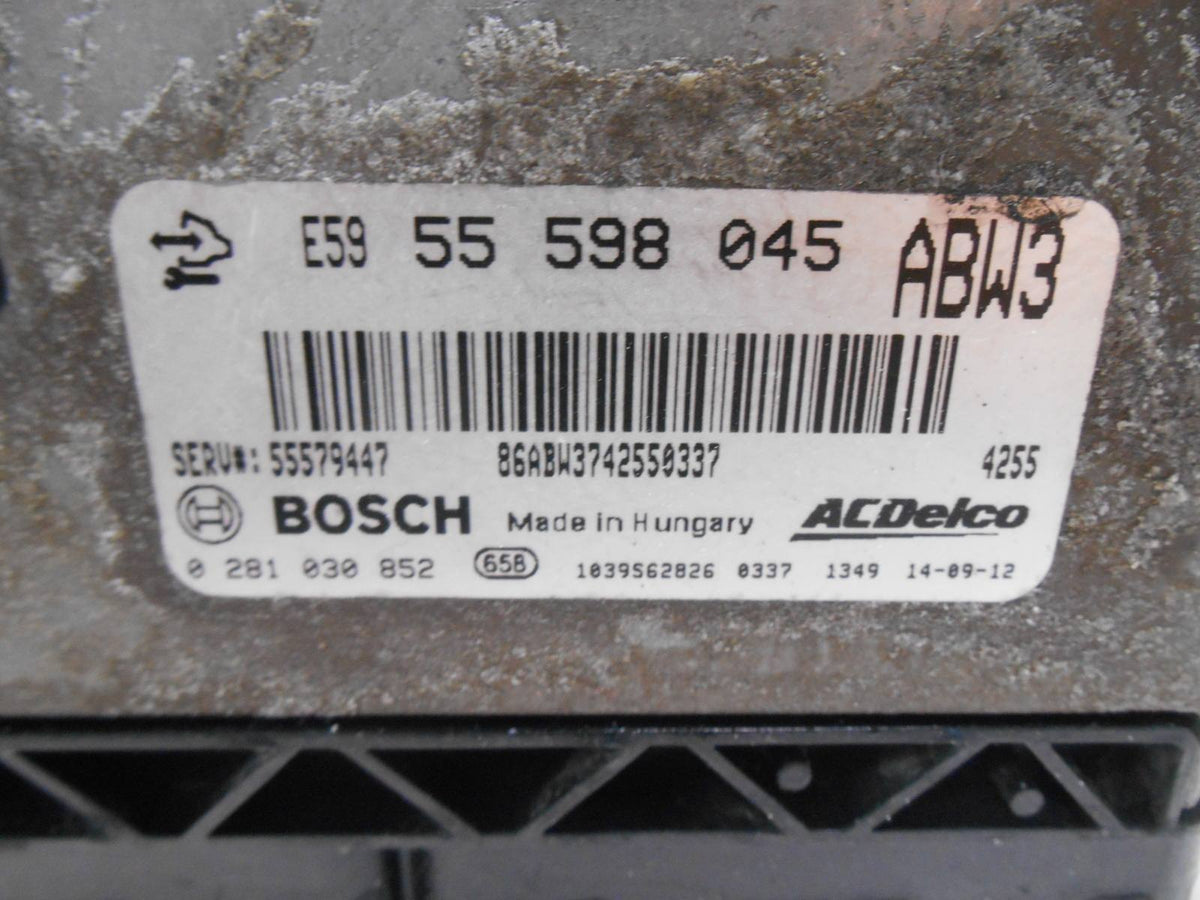 E59 55 598 045 ABW3
SERV#: 55579447 86ABW3742550337 4255
BOSCH Made in Hungary ACDelco
0 281 030 852 65B 1039S62826 0337 1349 14-09-12